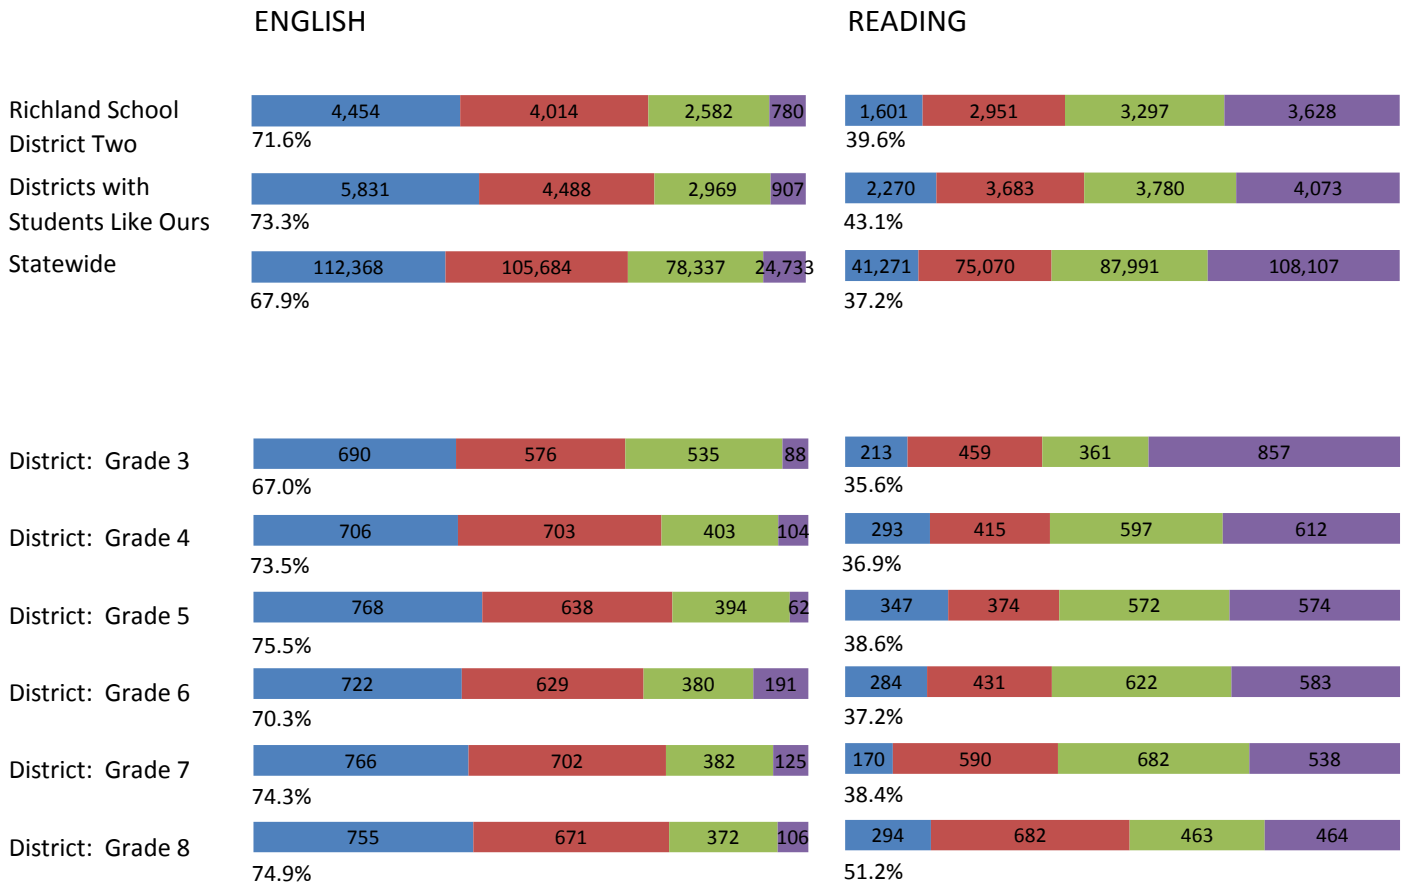 ENGLISH READING
Richland School 4,454 4,014 2,582 780 1,601 2,951 3,297 3,628
District Two 71.6% 39.6%
Districts with 5,831 4,488 2,969 907 2,270 3,683 3,780 4,073
Students Like Ours 73.3% 43.1%
Statewide 112,368 105,684 78,337 24,733 41,271 75,070 87,991 108,107
67.9% 37.2%
District: Grade 3 690 576 535 88 213 459 361 857
67.0% 35.6%
District: Grade 4 706 703 403 104 293 415 597 612
73.5% 36.9%
District: Grade 5 768 638 394 62 347 374 572 574
75.5% 38.6%
District: Grade 6 722 629 380 191 284 431 622 583
70.3% 37.2%
District: Grade 7 766 702 382 125 170 590 682 538
74.3% 38.4%
District: Grade 8 755 671 372 106 294 682 463 464
74.9% 51.2%